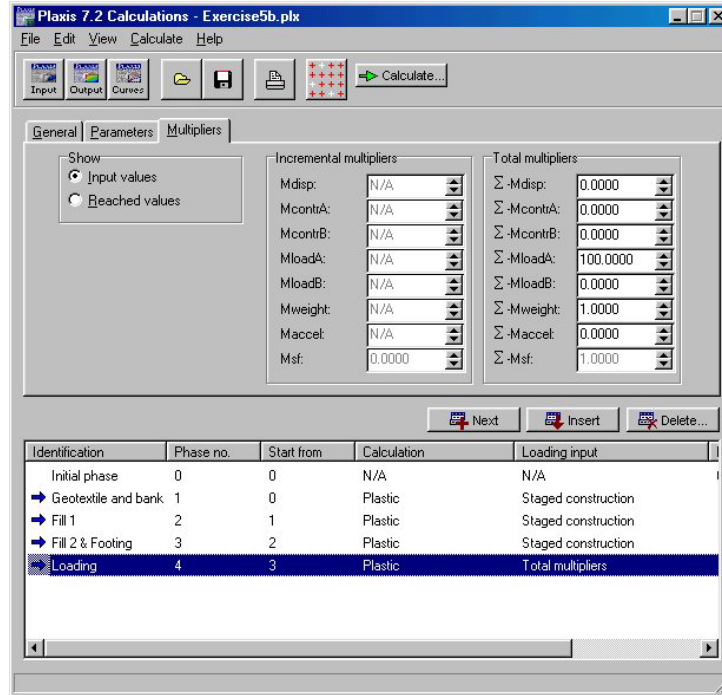 Plaxis 7.2 Calculations - Exercise5b.plx
File Edit View Calculate Help
Input Output Curves Calculate...
General Parameters Multipliers
Show
Input values
Reached values
Incremental multipliers
Mdisp: N/A
McontrA: N/A
McontrB: N/A
MloadA: N/A
MloadB: N/A
Mweight: N/A
Maccel: N/A
Msf: 0.0000
Total multipliers
Σ -Mdisp: 0.0000
Σ -McontrA: 0.0000
Σ -McontrB: 0.0000
Σ -MloadA: 100.0000
Σ -MloadB: 0.0000
Σ -Mweight: 1.0000
Σ -Maccel: 0.0000
Σ -Msf: 1.0000
Next Insert Delete...
Identification Phase no. Start from Calculation Loading input
Initial phase 0 0 N/A N/A
Geotextile and bank 1 0 Plastic Staged construction
Fill 1 2 1 Plastic Staged construction
Fill 2 & Footing 3 2 Plastic Staged construction
Loading 4 3 Plastic Total multipliers